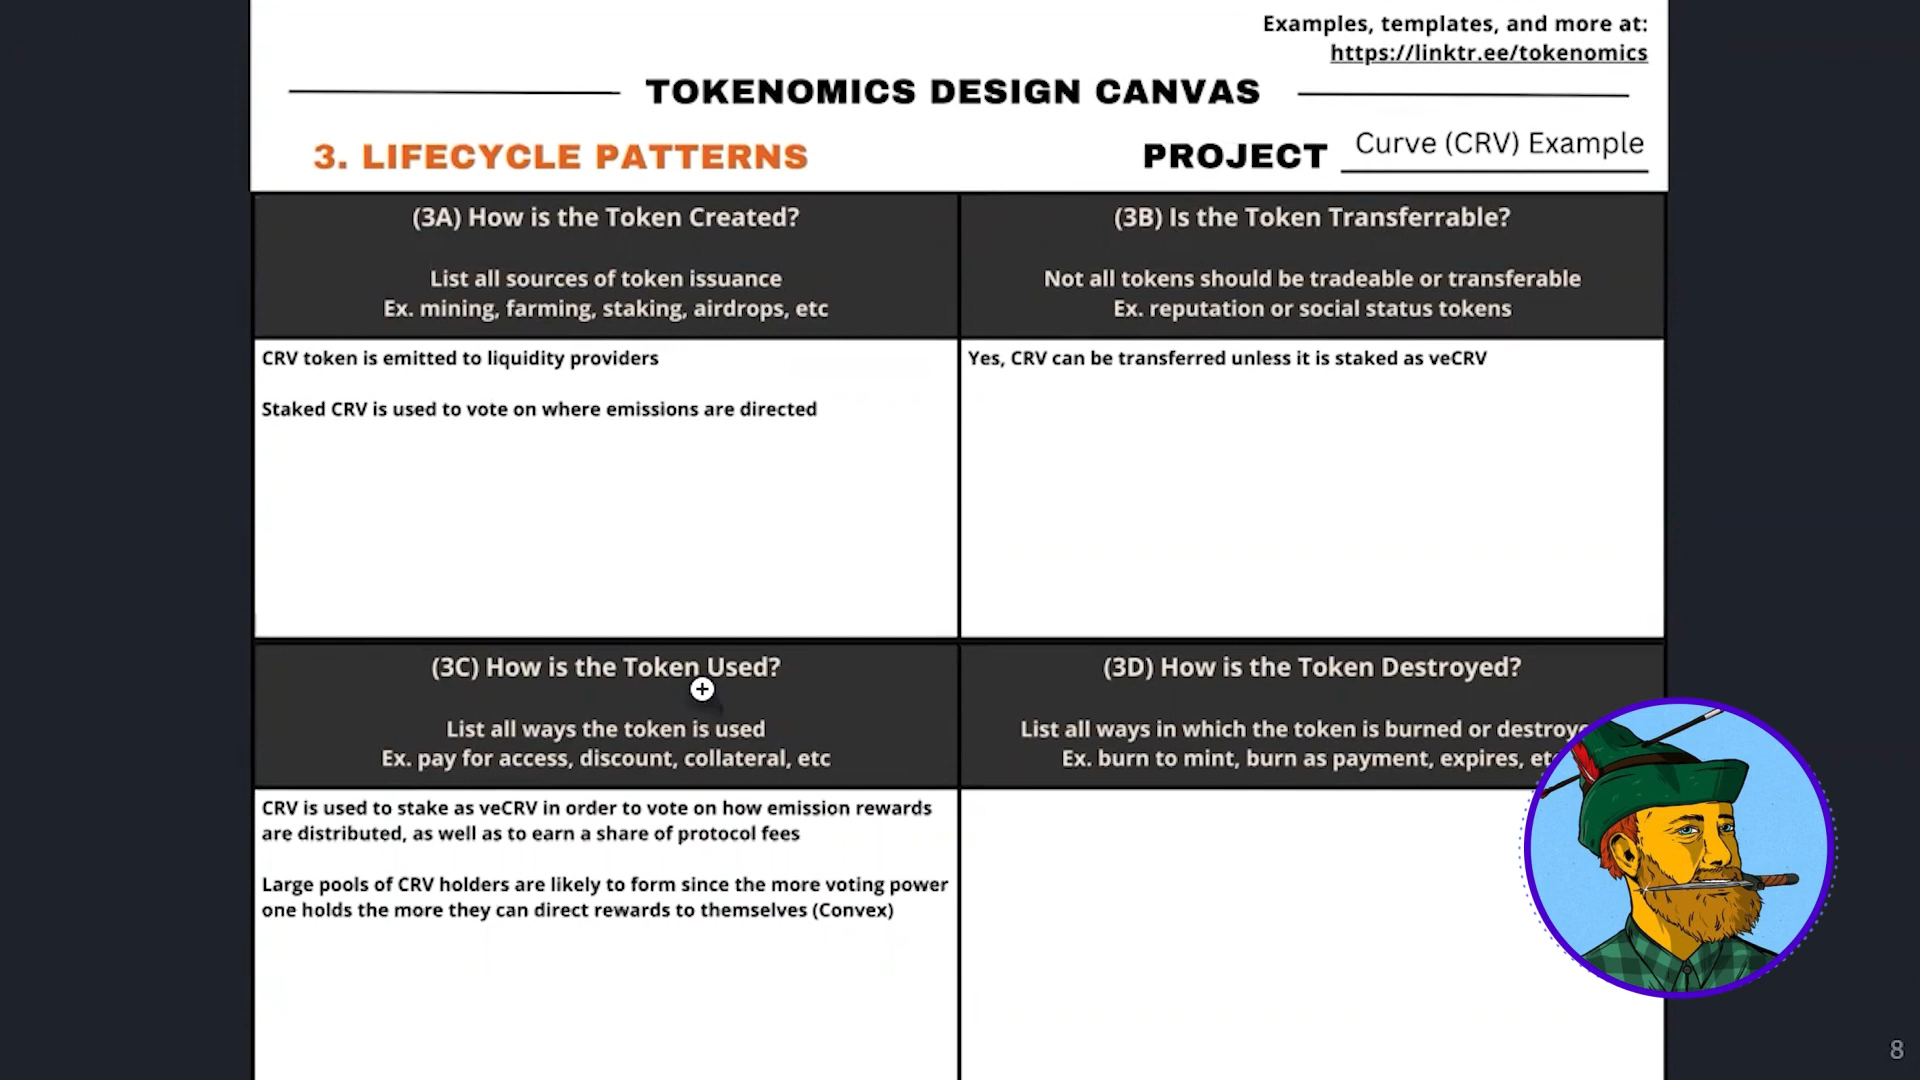 Examples, templates, and more at:
https://linktr.ee/tokenomics
TOKENOMICS DESIGN CANVAS
3. LIFECYCLE PATTERNS
PROJECT Curve (CRV) Example
(3A) How is the Token Created?
List all sources of token issuance
Ex. mining, farming, staking, airdrops, etc
(3B) Is the Token Transferrable?
Not all tokens should be tradeable or transferable
Ex. reputation or social status tokens
CRV token is emitted to liquidity providers
Staked CRV is used to vote on where emissions are directed
Yes, CRV can be transferred unless it is staked as veCRV
(3C) How is the Token Used?
List all ways the token is used
Ex. pay for access, discount, collateral, etc
(3D) How is the Token Destroyed?
List all ways in which the token is burned or
Ex. burn to mint, burn as payment, expires,
CRV is used to stake as veCRV in order to vote on how emission rewards
are distributed, as well as to earn a share of protocol fees
Large pools of CRV holders are likely to form since the more voting power
one holds the more they can direct rewards to themselves (Convex)
8